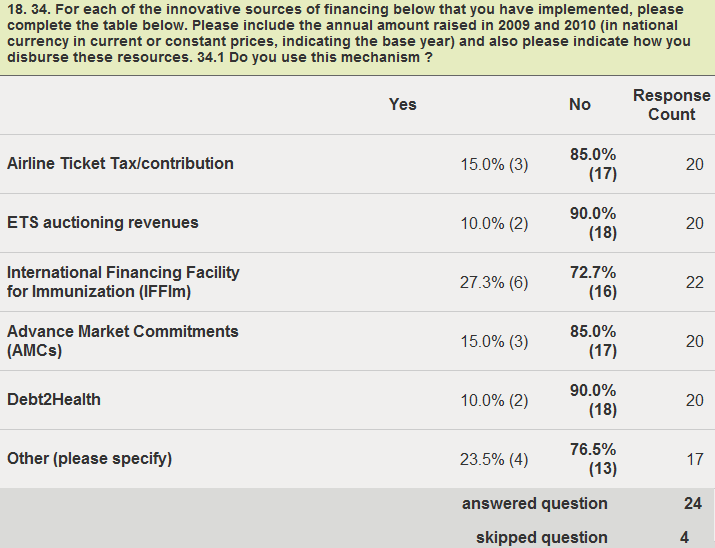 18. 34. For each of the innovative sources of financing below that you have implemented, please
complete the table below. Please include the annual amount raised in 2009 and 2010 (in national
currency in current or constant prices, indicating the base year) and also please indicate how you
disburse these resources. 34.1 Do you use this mechanism ?
Yes No Response
Count
Airline Ticket Tax/contribution 15.0% (3) 85.0%
(17) 20
ETS auctioning revenues 10.0% (2) 90.0%
(18) 20
International Financing Facility
for Immunization (IFFIm) 27.3% (6) 72.7%
(16) 22
Advance Market Commitments
(AMCs) 15.0% (3) 85.0%
(17) 20
Debt2Health 10.0% (2) 90.0%
(18) 20
Other (please specify) 23.5% (4) 76.5%
(13) 17
answered question 24
skipped question 4